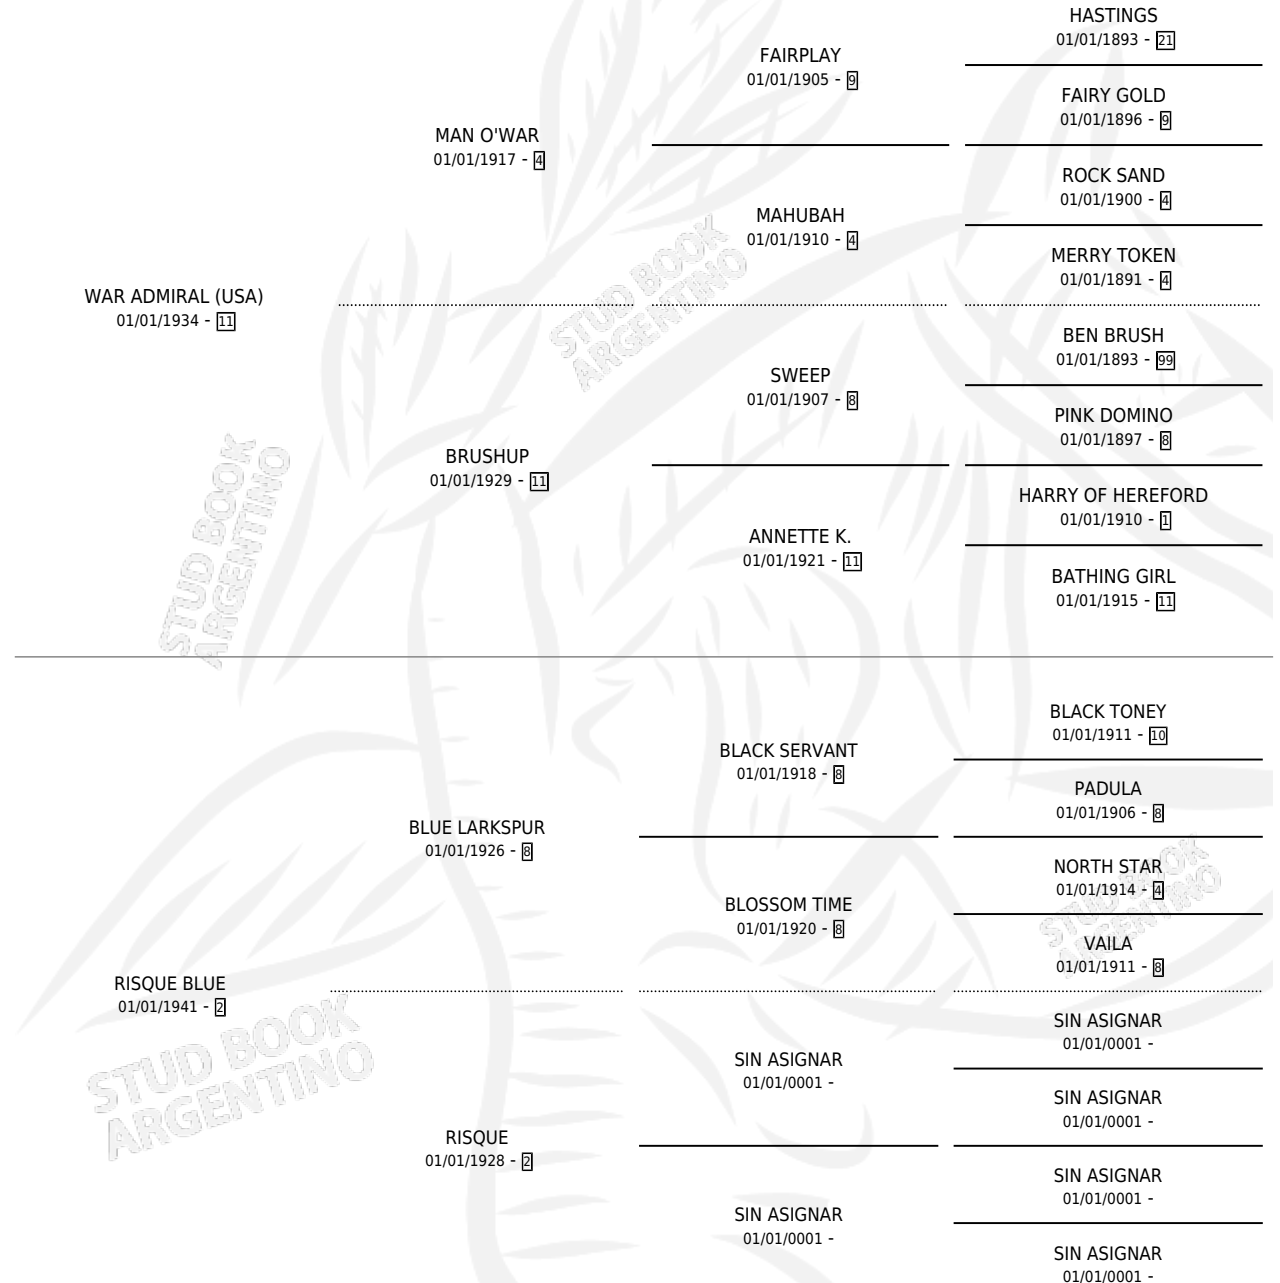 HASTINGS
01/01/1893 - 21
FAIRPLAY
01/01/1905 - 9
FAIRY GOLD
01/01/1896 - 9
MAN O'WAR
01/01/1917 - 4
ROCK SAND
01/01/1900 - 4
MAHUBAH
01/01/1910 - 4
MERRY TOKEN
01/01/1891 - 4
WAR ADMIRAL (USA)
01/01/1934 - 11
BEN BRUSH
01/01/1893 - 99
SWEEP
01/01/1907 - 8
PINK DOMINO
01/01/1897 - 8
BRUSHUP
01/01/1929 - 11
HARRY OF HEREFORD
01/01/1910 - 1
ANNETTE K.
01/01/1921 - 11
BATHING GIRL
01/01/1915 - 11
BLACK TONEY
01/01/1911 - 10
BLACK SERVANT
01/01/1918 - 8
PADULA
01/01/1906 - 8
BLUE LARKSPUR
01/01/1926 - 8
NORTH STAR
01/01/1914 - 4
BLOSSOM TIME
01/01/1920 - 8
VAILA
01/01/1911 - 8
RISQUE BLUE
01/01/1941 - 2
SIN ASIGNAR
01/01/0001 -
SIN ASIGNAR
01/01/0001 -
SIN ASIGNAR
01/01/0001 -
RISQUE
01/01/1928 - 2
SIN ASIGNAR
01/01/0001 -
SIN ASIGNAR
01/01/0001 -
SIN ASIGNAR
01/01/0001 -
STUD BOOK
ARGENTINO
STUD BOOK
ARGENTINO
STUD BOOK
ARGENTINO
STUD BOOK
ARGENTINO